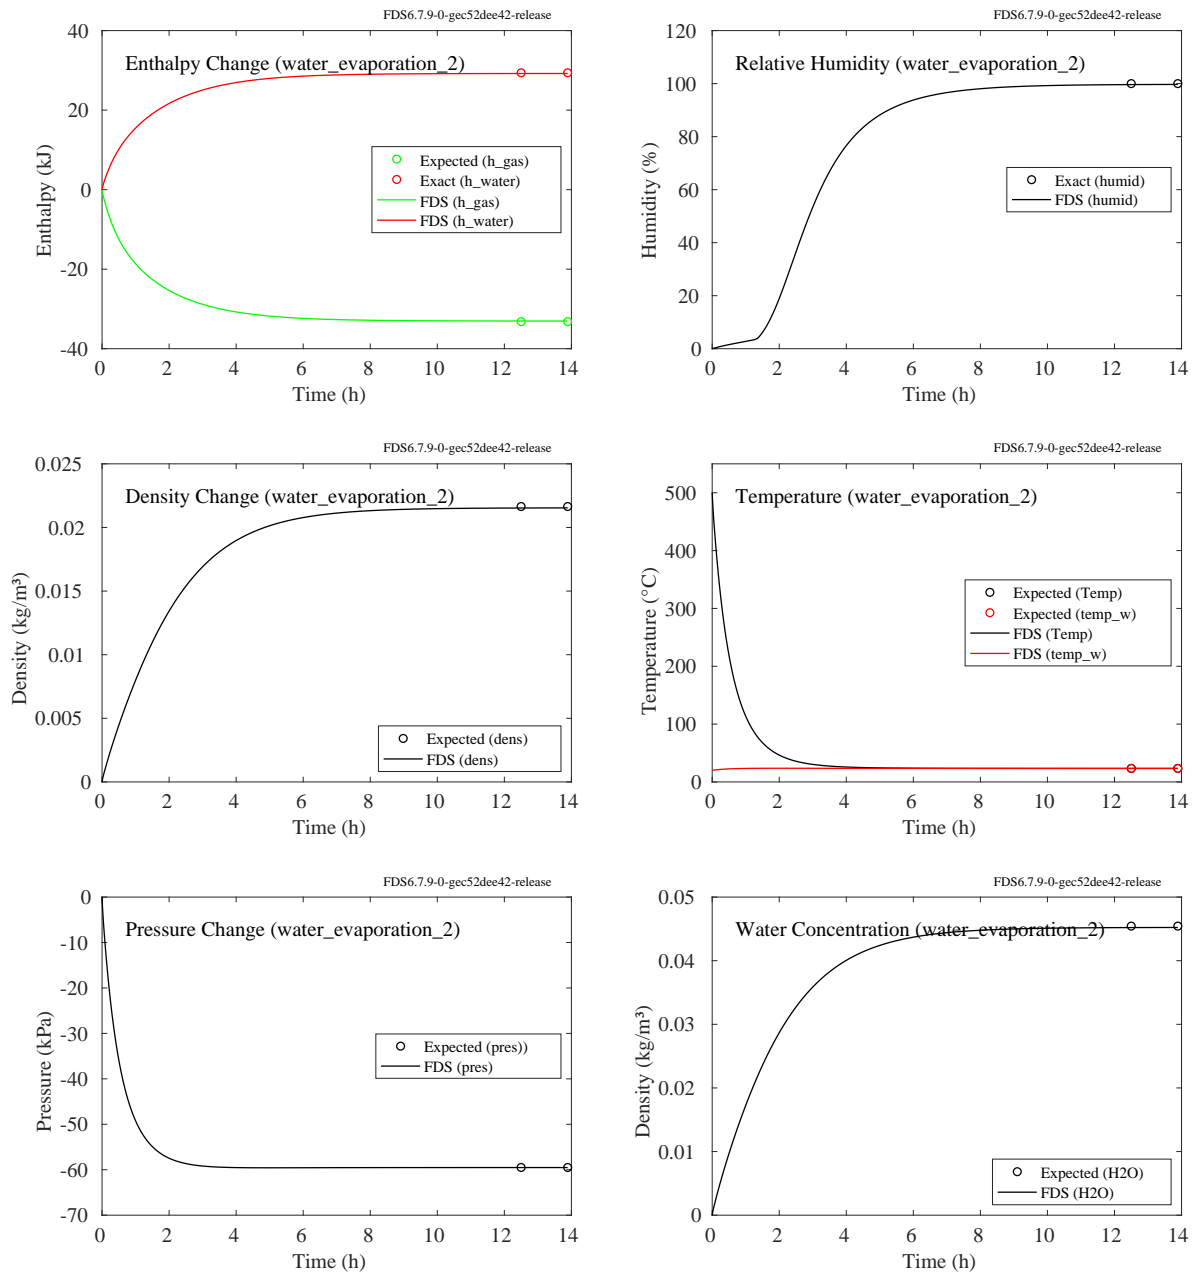 FDS6.7.9-0-gec52dee42-release
Enthalpy Change (water_evaporation_2)
40
20
0
-20
-40
Enthalpy (kJ)
Expected (h_gas)
Exact (h_water)
FDS (h_gas)
FDS (h_water)
0 2 4 6 8 10 12 14
Time (h)
FDS6.7.9-0-gec52dee42-release
Relative Humidity (water_evaporation_2)
120
100
80
60
40
20
0
Humidity (%)
Exact (humid)
FDS (humid)
0 2 4 6 8 10 12 14
Time (h)
FDS6.7.9-0-gec52dee42-release
Density Change (water_evaporation_2)
0.025
0.02
0.015
0.01
0.005
0
Density (kg/m³)
Expected (dens)
FDS (dens)
0 2 4 6 8 10 12 14
Time (h)
FDS6.7.9-0-gec52dee42-release
Temperature (water_evaporation_2)
500
400
300
200
100
0
Temperature (°C)
Expected (Temp)
Expected (temp_w)
FDS (Temp)
FDS (temp_w)
0 2 4 6 8 10 12 14
Time (h)
FDS6.7.9-0-gec52dee42-release
Pressure Change (water_evaporation_2)
0
-10
-20
-30
-40
-50
-60
-70
Pressure (kPa)
Expected (pres))
FDS (pres)
0 2 4 6 8 10 12 14
Time (h)
FDS6.7.9-0-gec52dee42-release
Water Concentration (water_evaporation_2)
0.05
0.04
0.03
0.02
0.01
0
Density (kg/m³)
Expected (H2O)
FDS (H2O)
0 2 4 6 8 10 12 14
Time (h)